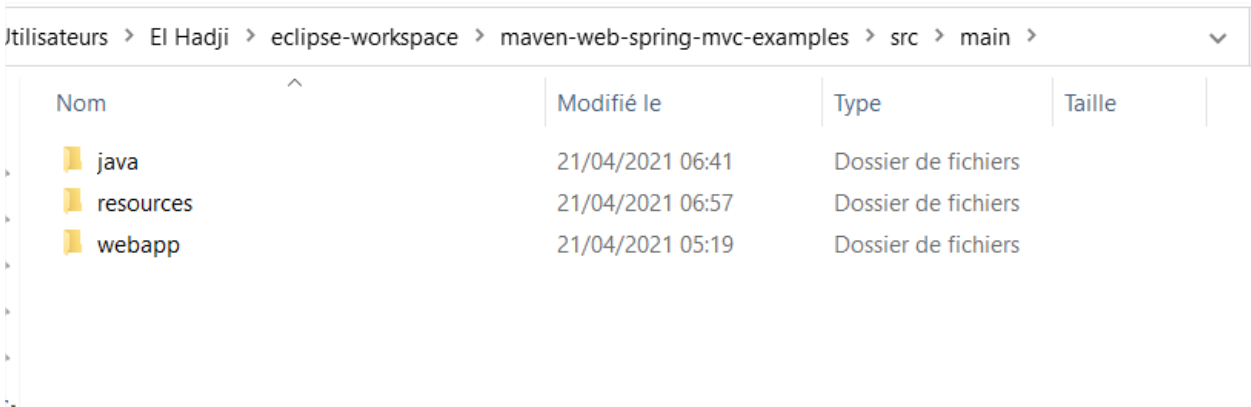 Utilisateurs > El Hadji > eclipse-workspace > maven-web-spring-mvc-examples > src > main >
Nom Modifié le Type Taille
java 21/04/2021 06:41 Dossier de fichiers
resources 21/04/2021 06:57 Dossier de fichiers
webapp 21/04/2021 05:19 Dossier de fichiers